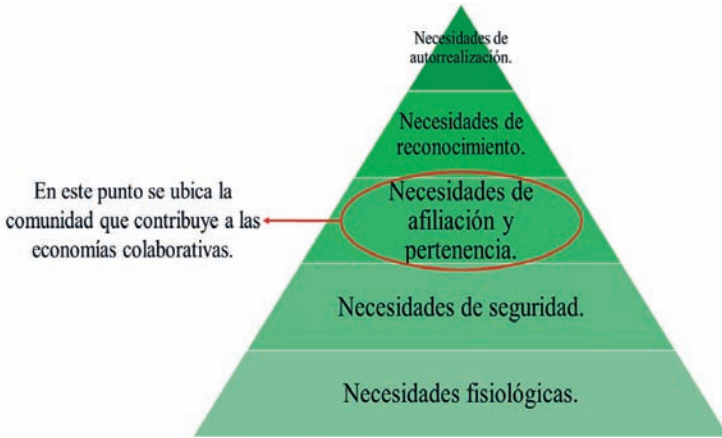 Necesidades de
autorrealización.
Necesidades de
reconocimiento.
En este punto se ubica la
comunidad que contribuye a las
economías colaborativas.
Necesidades de
afiliación y
pertenencia.
Necesidades de seguridad.
Necesidades fisiológicas.